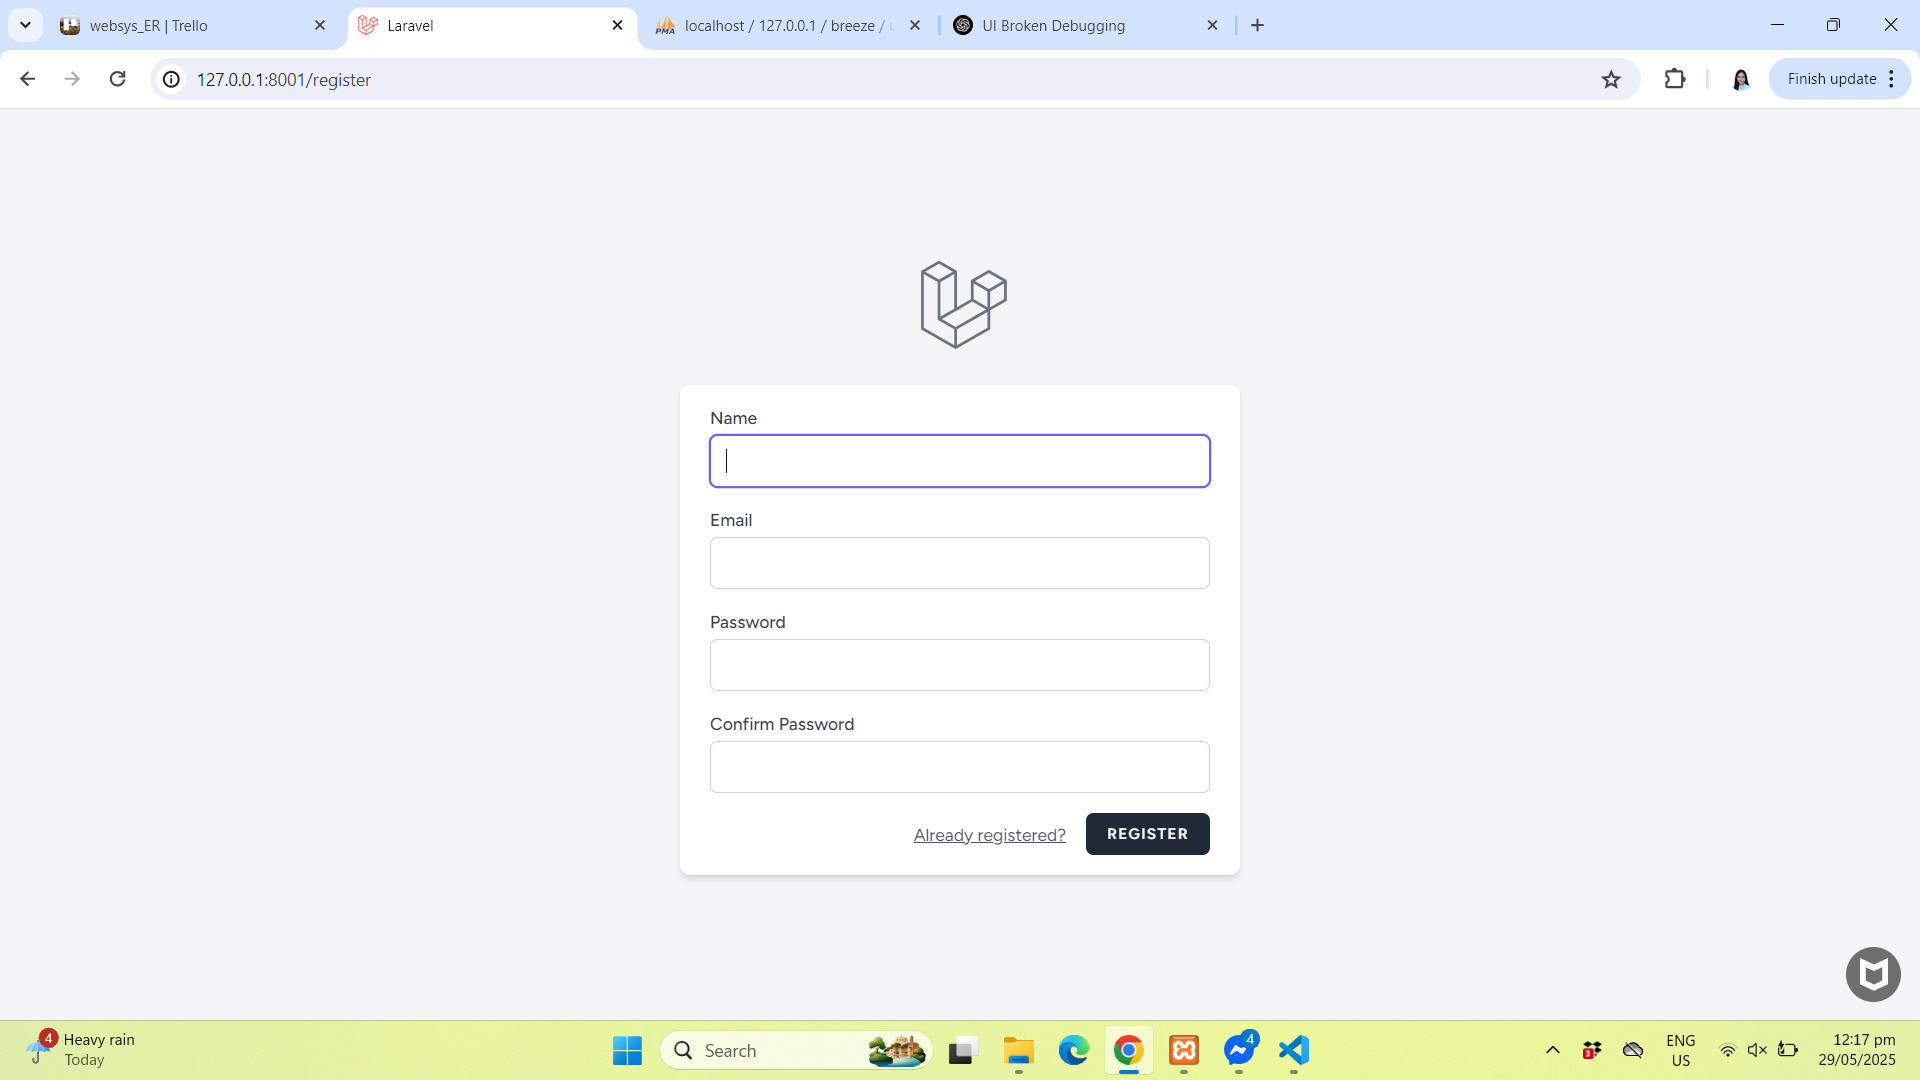 websys_ER | Trello
Laravel
PMA
localhost / 127.0.0.1 / breeze /
UI Broken Debugging
127.0.0.1:8001/register
Finish update
Name
Email
Password
Confirm Password
Already registered?
REGISTER
4
Heavy rain
Today
Search
4
3
ENG
US
12:17 pm
29/05/2025